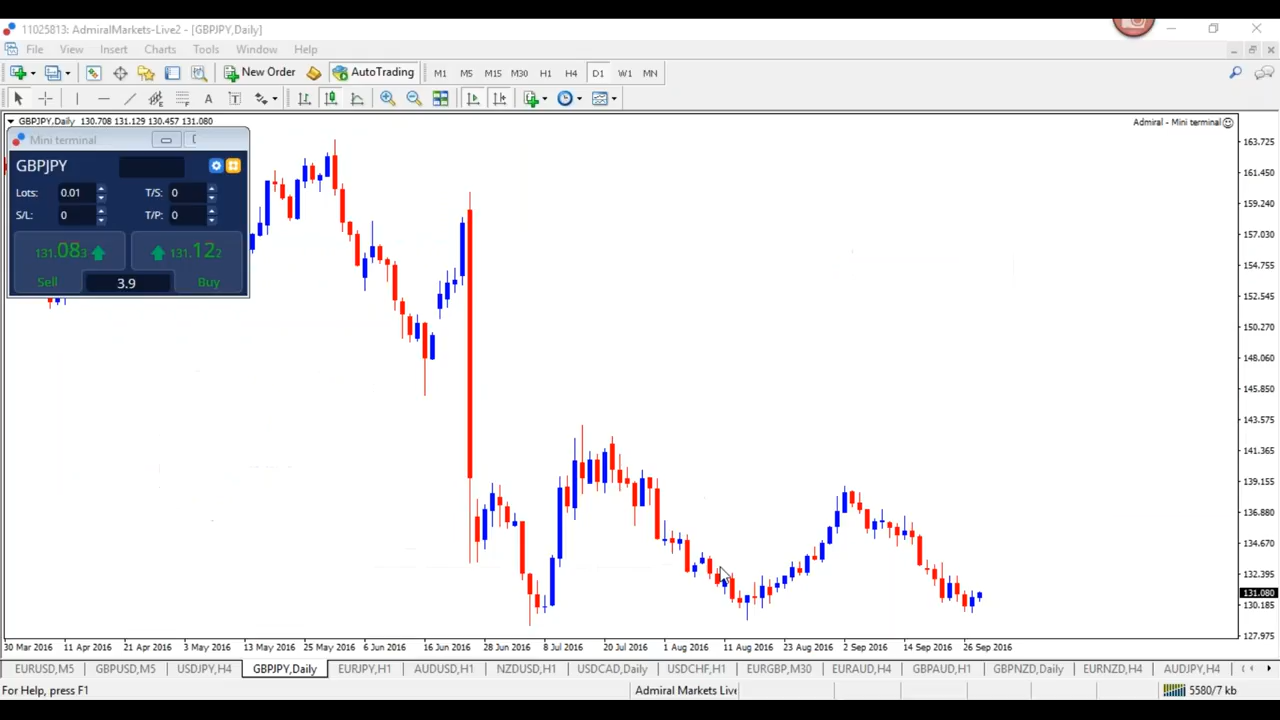 11025813: AdmiralMarkets-Live2 - [GBPJPY,Daily]
File View Insert Charts Tools Window Help
New Order AutoTrading M1 M5 M15 M30 H1 H4 D1 W1 MN
A T
GBPJPY,Daily 130.708 131.129 130.457 131.080
Admiral - Mini terminal
Mini terminal
GBPJPY
Lots: 0.01 T/S: 0
S/L: 0 T/P: 0
131.083 131.122
Sell 3.9 Buy
163.725
161.450
159.240
157.030
154.755
152.545
150.270
148.060
145.850
143.575
141.365
139.155
136.880
134.670
132.395
131.080
130.185
127.975
30 Mar 2016 11 Apr 2016 21 Apr 2016 3 May 2016 13 May 2016 25 May 2016 6 Jun 2016 16 Jun 2016 28 Jun 2016 8 Jul 2016 20 Jul 2016 1 Aug 2016 11 Aug 2016 23 Aug 2016 2 Sep 2016 14 Sep 2016 26 Sep 2016
EURUSD,M5 GBPUSD,M5 USDJPY,H4 GBPJPY,Daily EURJPY,H1 AUDUSD,H1 NZDUSD,H1 USDCAD,Daily USDCHF,H1 EURGBP,M30 EURAUD,H4 GBPAUD,H1 GBPNZD,Daily EURNZD,H4 AUDJPY,H4
For Help, press F1 Admiral Markets Live 5580/7 kb